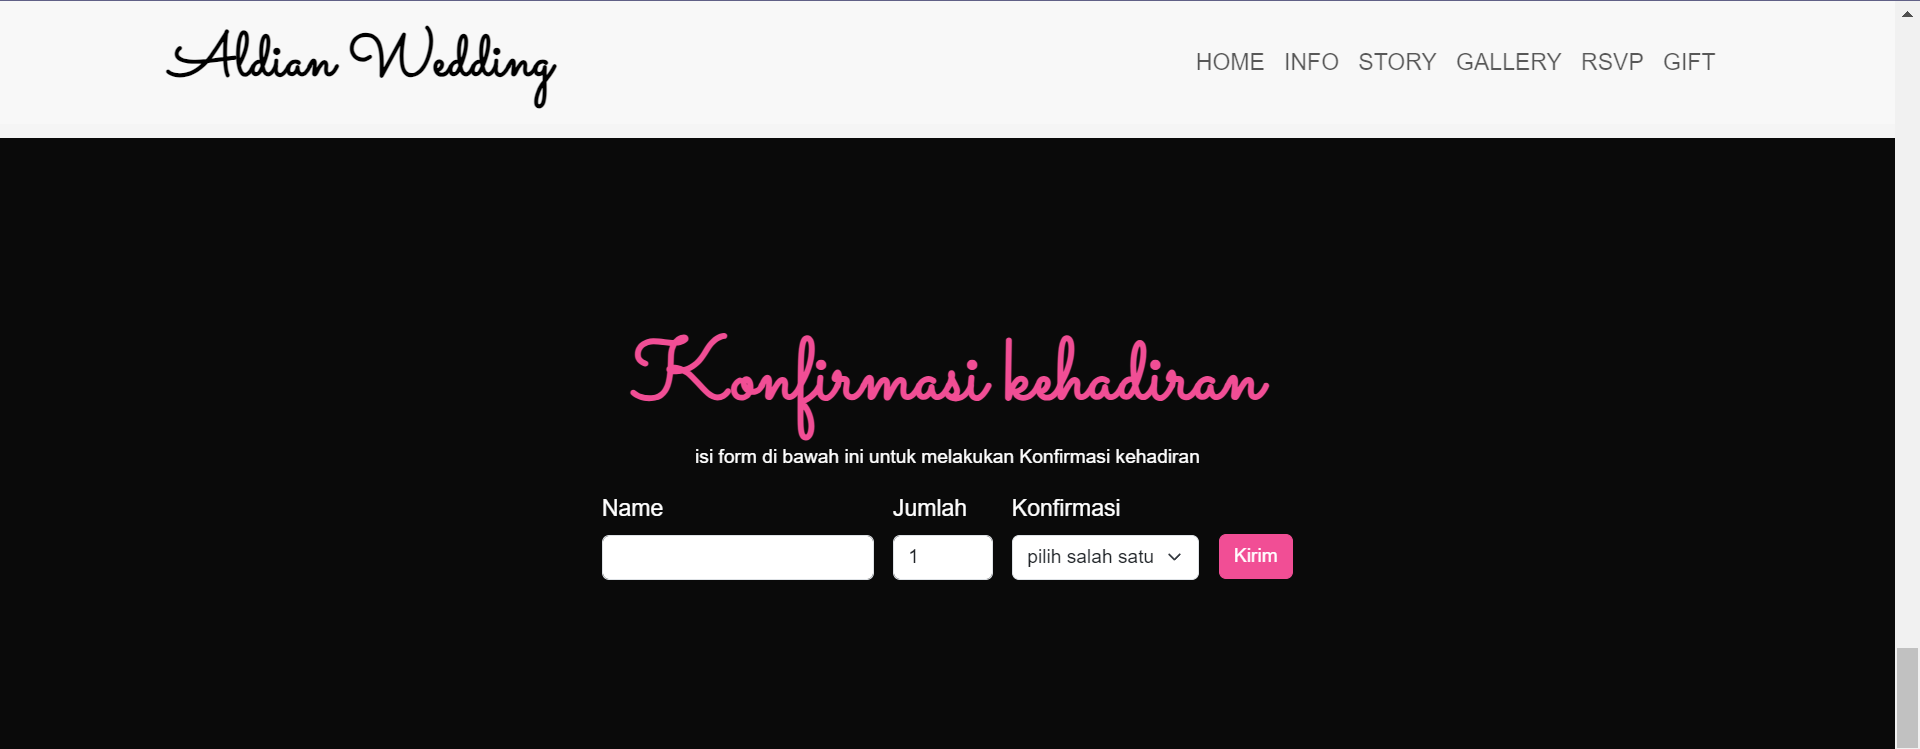 Aldian Wedding
HOME INFO STORY GALLERY RSVP GIFT
Konfirmasi kehadiran
isi form di bawah ini untuk melakukan Konfirmasi kehadiran
Name Jumlah Konfirmasi
1 pilih salah satu Kirim